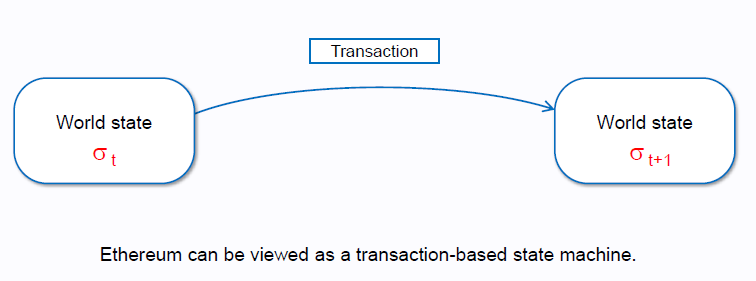 Transaction
World state
σ t
World state
σ t+1
Ethereum can be viewed as a transaction-based state machine.